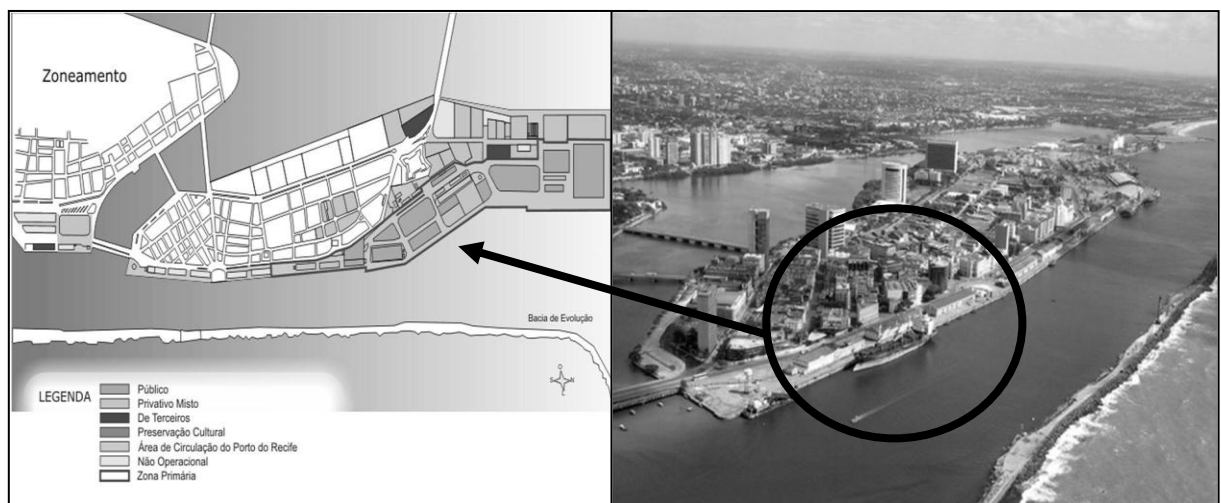 Zoneamento
Bacia de Evolução
O
S
N
L
LEGENDA
Público
Privativo Misto
De Terceiros
Preservação Cultural
Área de Circulação do Porto do Recife
Não Operacional
Zona Primária